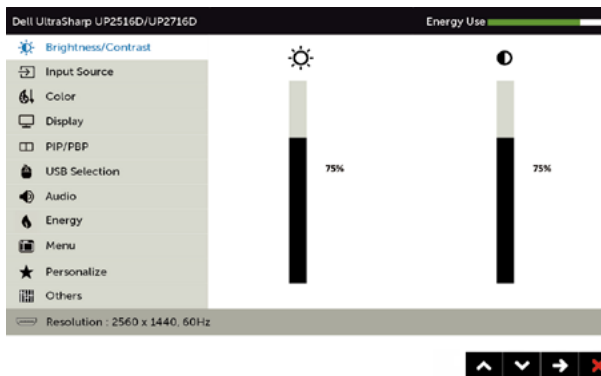 Dell UltraSharp UP2516D/UP2716D
Energy Use
Brightness/Contrast
Input Source
Color
Display
PIP/PBP
USB Selection
75%
75%
Audio
Energy
Menu
Personalize
Others
Resolution : 2560 x 1440, 60Hz